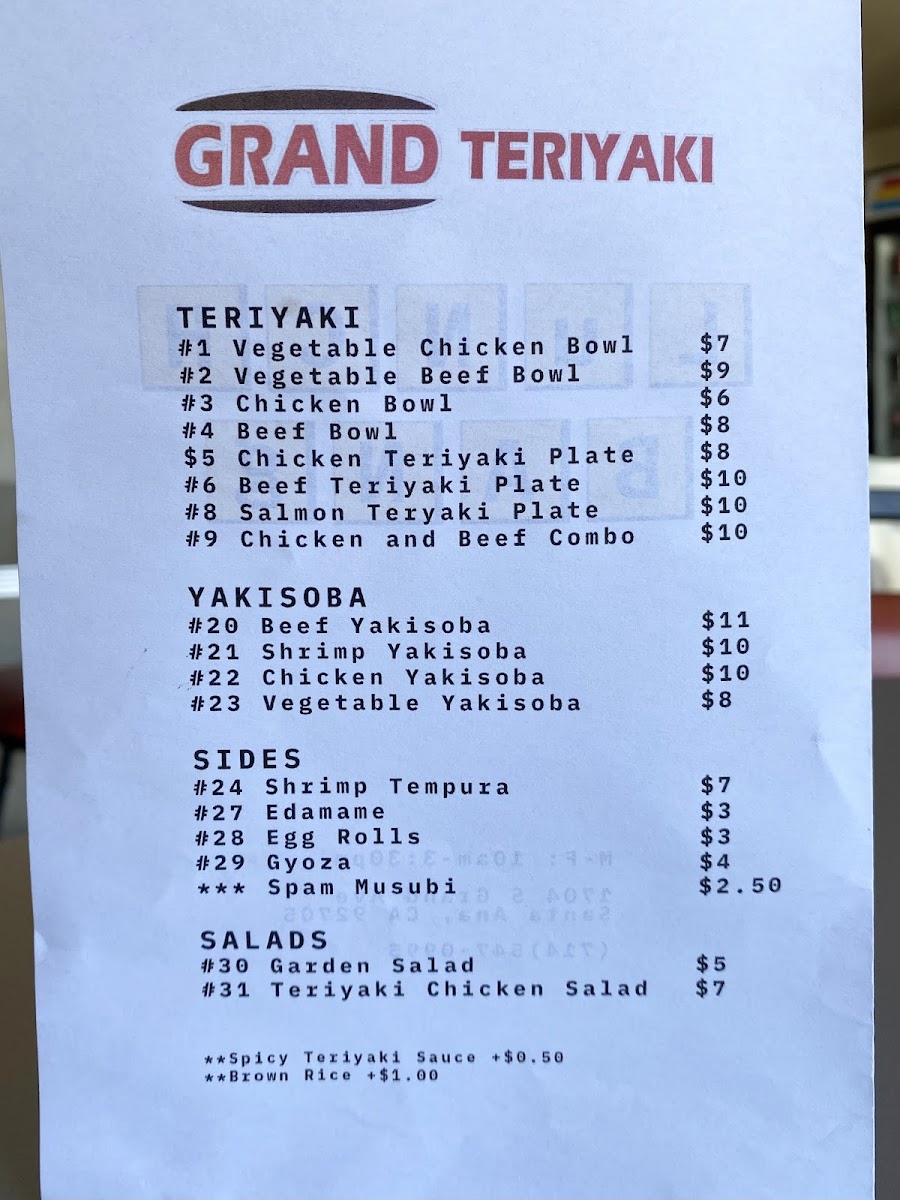 GRAND TERIYAKI
TERIYAKI
#1 Vegetable Chicken Bowl $7
#2 Vegetable Beef Bowl $9
#3 Chicken Bowl $6
#4 Beef Bowl $8
$5 Chicken Teriyaki Plate $8
#6 Beef Teriyaki Plate $10
#8 Salmon Teryaki Plate $10
#9 Chicken and Beef Combo $10
YAKISOBA
#20 Beef Yakisoba $11
#21 Shrimp Yakisoba $10
#22 Chicken Yakisoba $10
#23 Vegetable Yakisoba $8
SIDES
#24 Shrimp Tempura $7
#27 Edamame $3
#28 Egg Rolls $3
#29 Gyoza $4
*** Spam Musubi $2.50
SALADS
#30 Garden Salad $5
#31 Teriyaki Chicken Salad $7
**Spicy Teriyaki Sauce +$0.50
**Brown Rice +$1.00